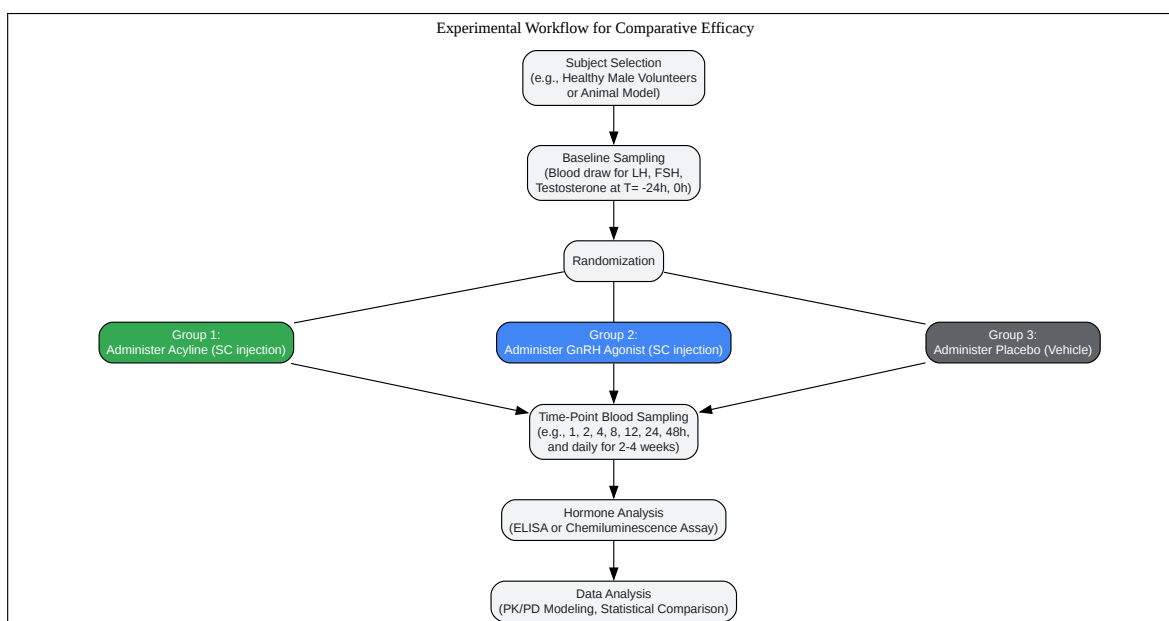 Experimental Workflow for Comparative Efficacy
Subject Selection
(e.g., Healthy Male Volunteers
or Animal Model)
Baseline Sampling
(Blood draw for LH, FSH,
Testosterone at T= -24h, 0h)
Randomization
Group 1:
Administer Acyline (SC injection)
Group 2:
Administer GnRH Agonist (SC injection)
Group 3:
Administer Placebo (Vehicle)
Time-Point Blood Sampling
(e.g., 1, 2, 4, 8, 12, 24, 48h,
and daily for 2-4 weeks)
Hormone Analysis
(ELISA or Chemiluminescence Assay)
Data Analysis
(PK/PD Modeling, Statistical Comparison)